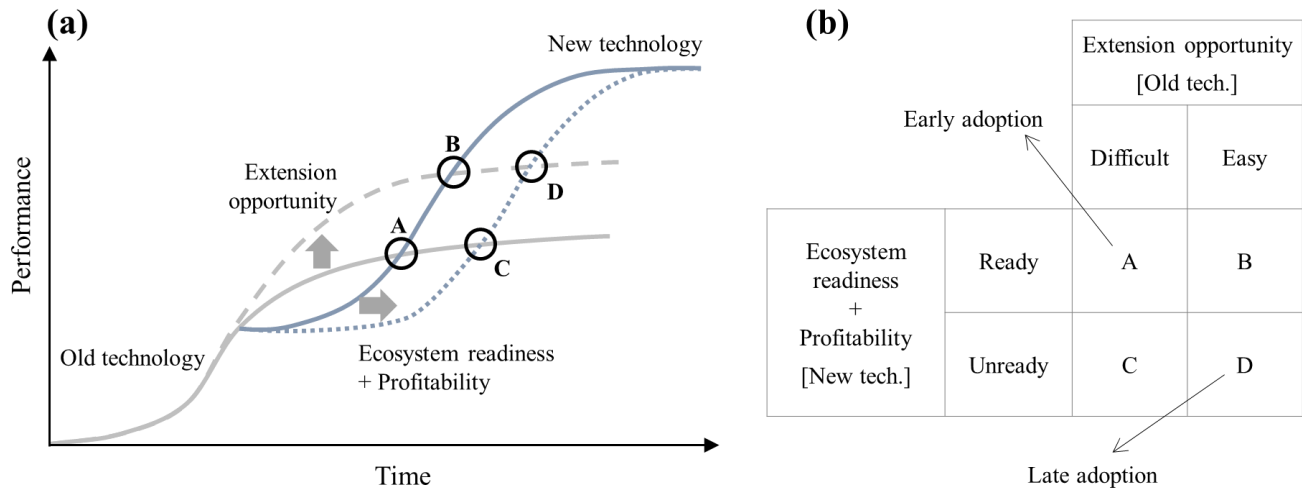 (a)
New technology
B
Extension
opportunity
D
A
C
Performance
Old technology
Ecosystem readiness
+ Profitability
Time
(b)
Extension opportunity
[Old tech.]
Early adoption
Difficult
Easy
Ecosystem
readiness
+
Profitability
[New tech.]
Ready
A
B
Unready
C
D
Late adoption